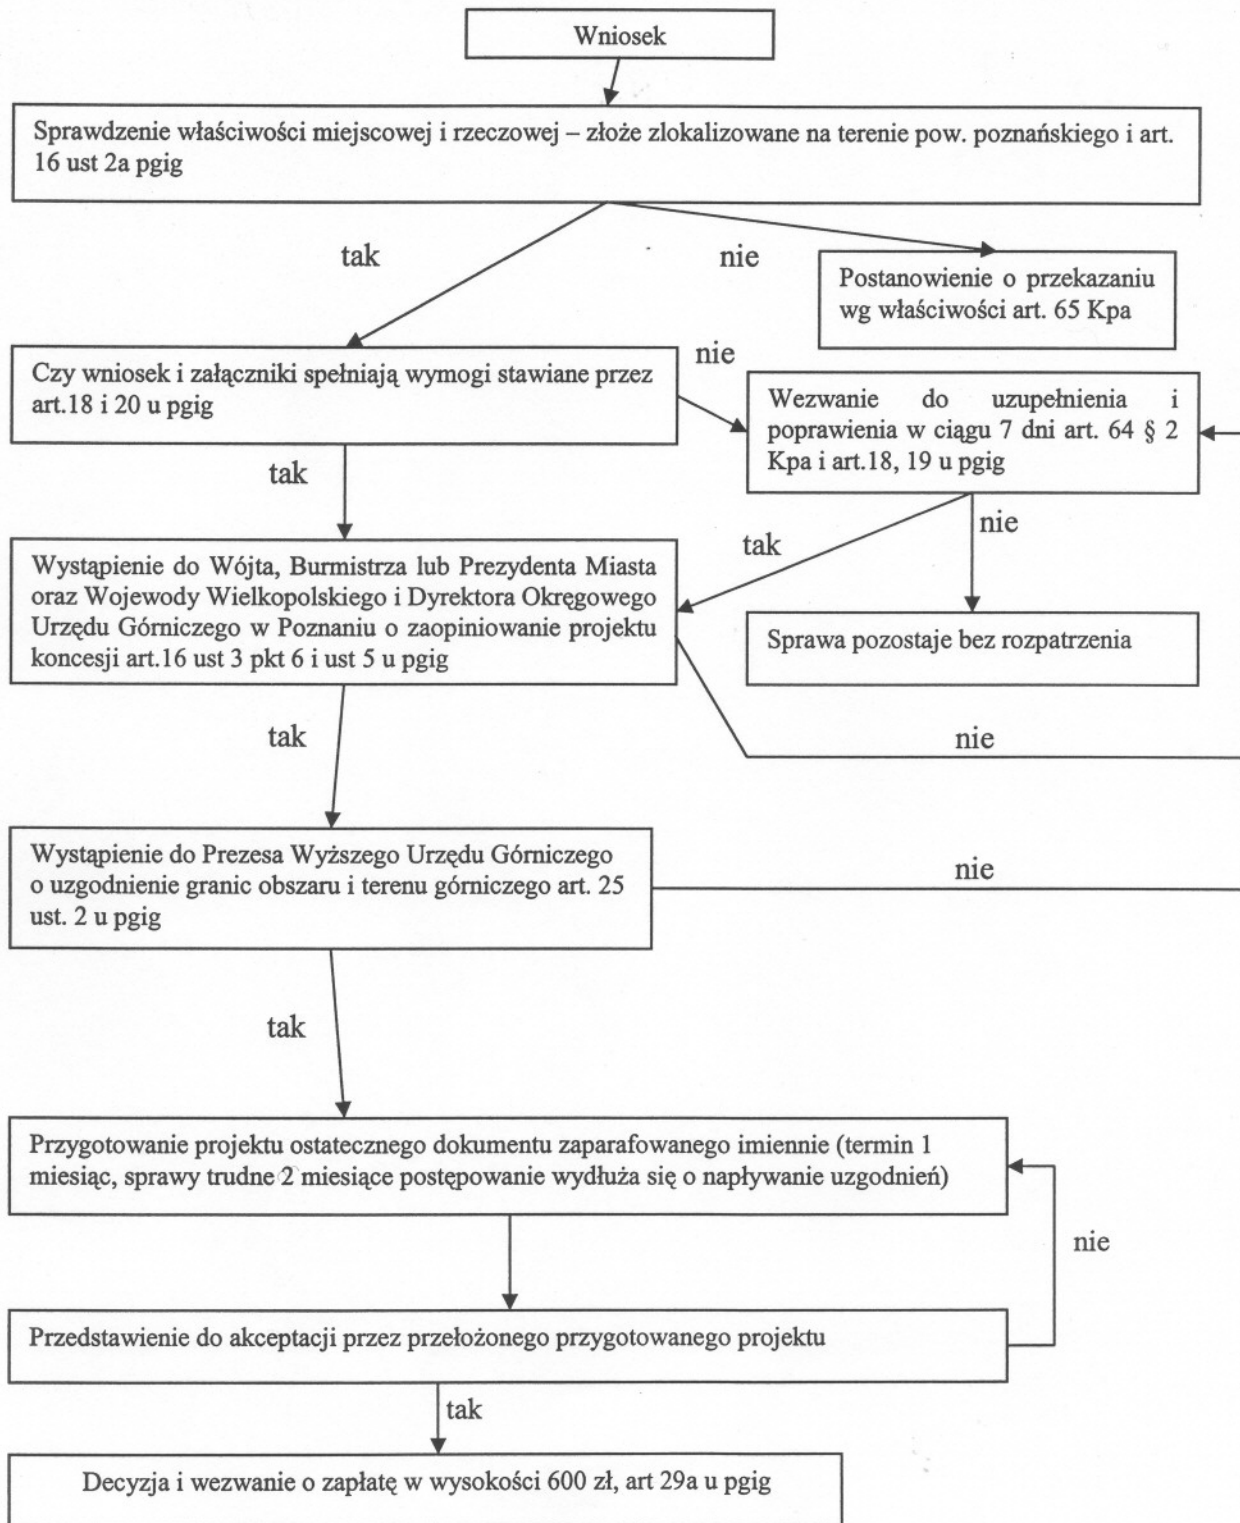 Wniosek
Sprawdzenie właściwości miejscowej i rzeczowej – złoże zlokalizowane na terenie pow. poznańskiego i art.
16 ust 2a pgig
tak
nie
Postanowienie o przekazaniu
wg właściwości art. 65 Kpa
Czy wniosek i załączniki spełniają wymogi stawiane przez
art.18 i 20 u pgig
nie
Wezwanie do uzupełnienia i
poprawienia w ciągu 7 dni art. 64 § 2
Kpa i art.18, 19 u pgig
tak
nie
tak
Wystąpienie do Wójta, Burmistrza lub Prezydenta Miasta
oraz Wojewody Wielkopolskiego i Dyrektora Okręgowego
Urzędu Górniczego w Poznaniu o zaopiniowanie projektu
koncesji art.16 ust 3 pkt 6 i ust 5 u pgig
Sprawa pozostaje bez rozpatrzenia
tak
nie
Wystąpienie do Prezesa Wyższego Urzędu Górniczego
o uzgodnienie granic obszaru i terenu górniczego art. 25
ust. 2 u pgig
nie
tak
Przygotowanie projektu ostatecznego dokumentu zaparafowanego imiennie (termin 1
miesiąc, sprawy trudne 2 miesiące postępowanie wydłuża się o napływanie uzgodnień)
nie
Przedstawienie do akceptacji przez przełożonego przygotowanego projektu
tak
Decyzja i wezwanie o zapłatę w wysokości 600 zł, art 29a u pgig